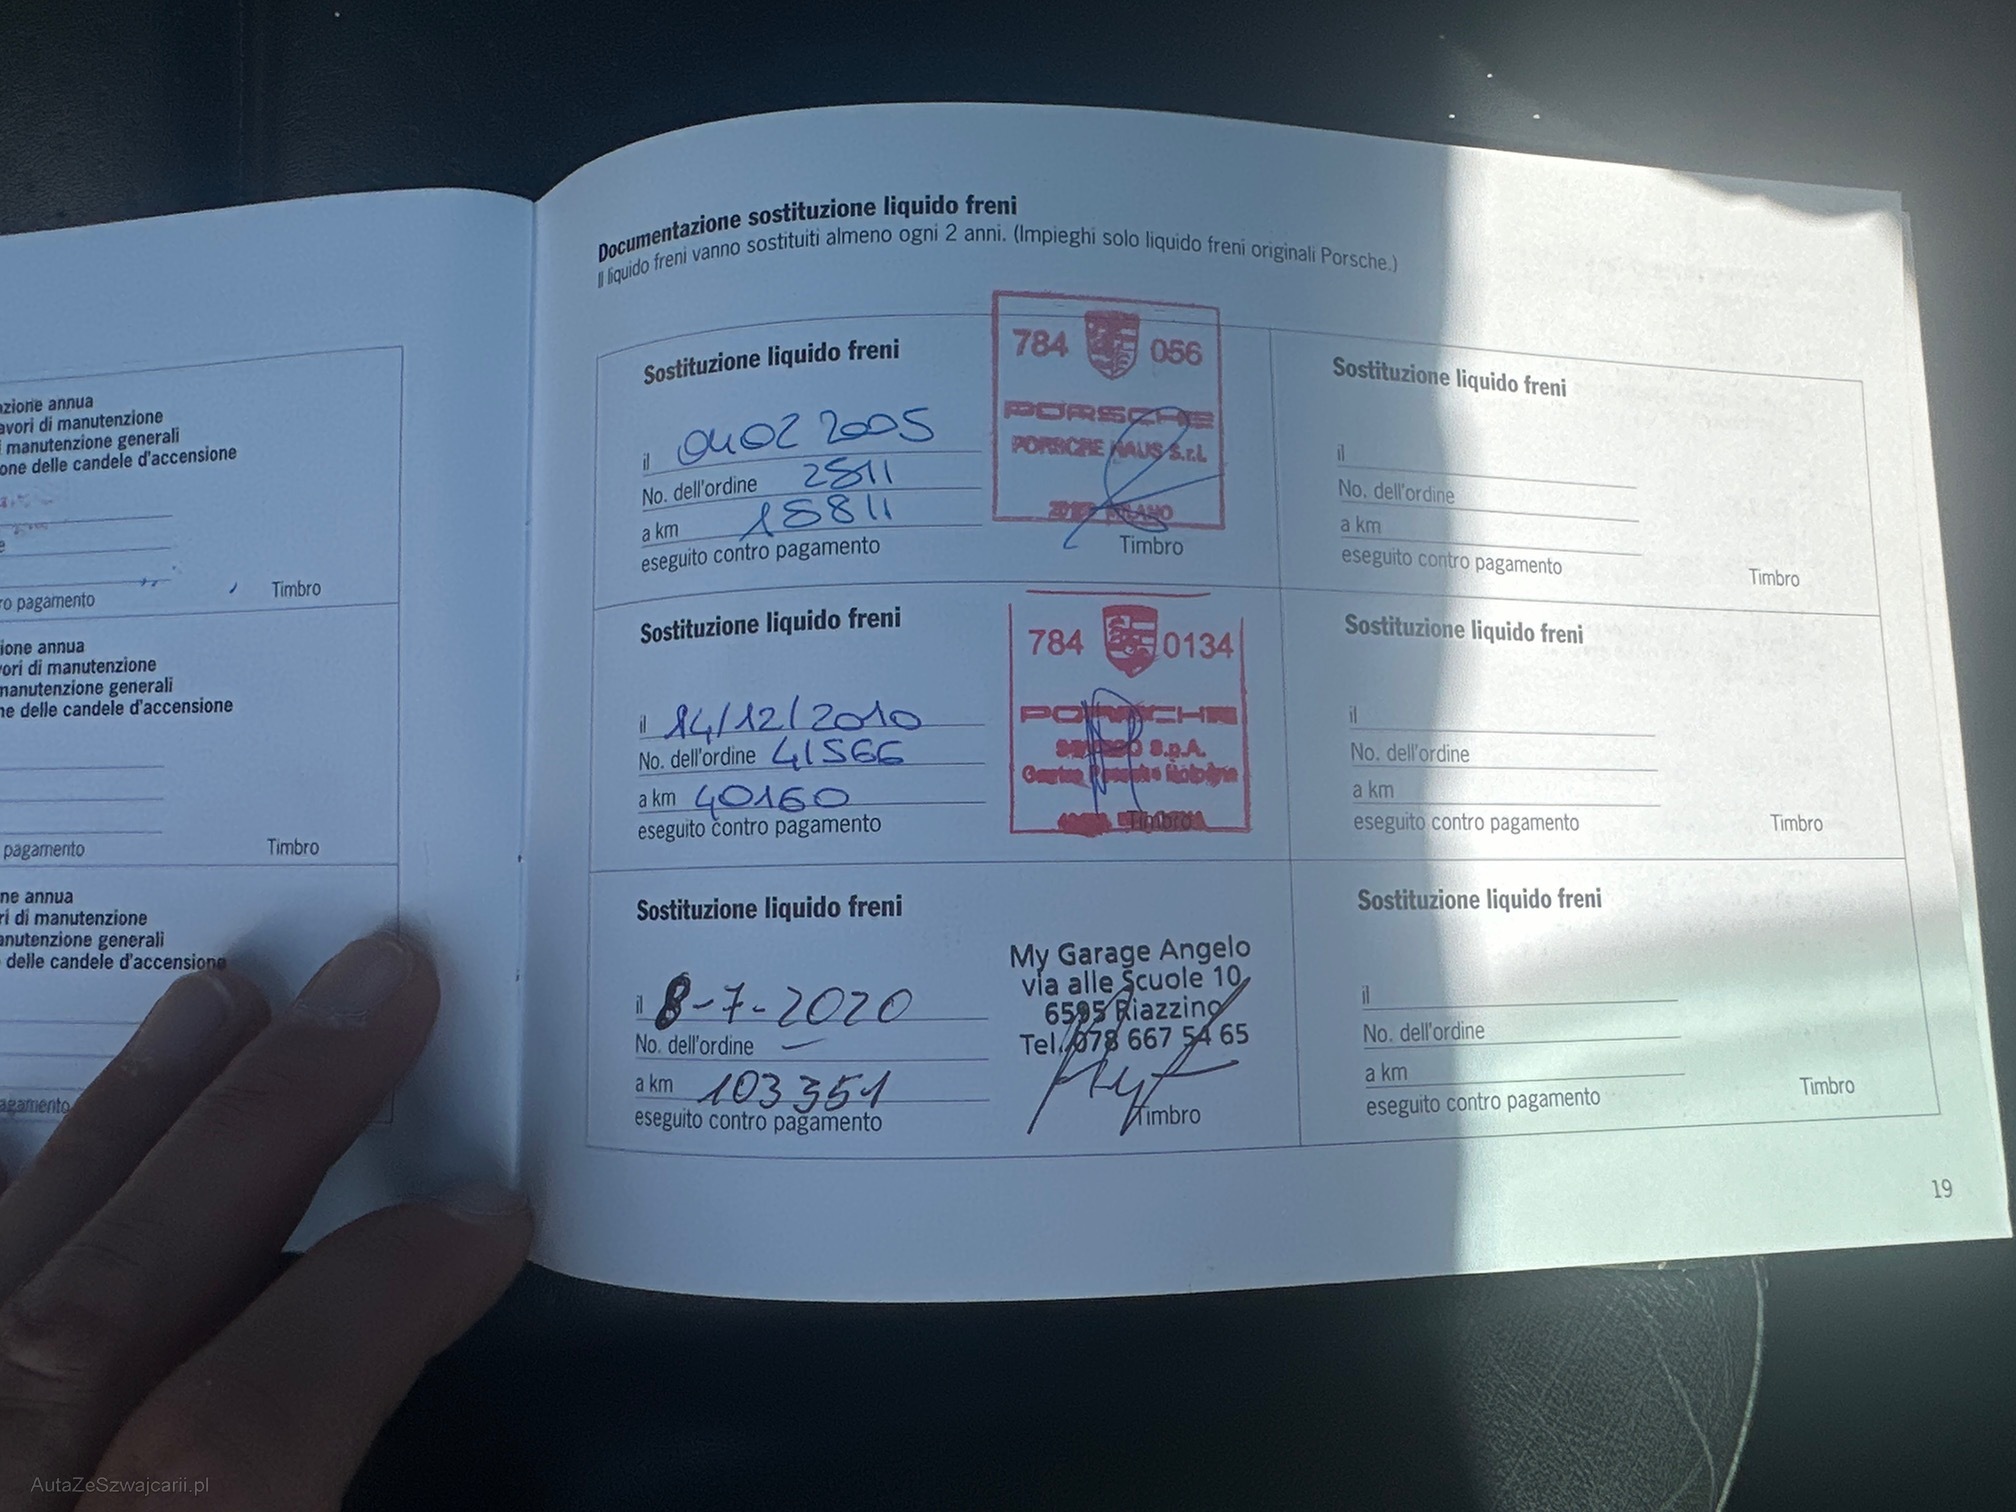 zione annua
avori di manutenzione
manutenzione generali
one delle candele d'accensione
Timbro
ro pagamento
ione annua
vori di manutenzione
manutenzione generali
ne delle candele d'accensione
pagamento
Timbro
ne annua
ri di manutenzione
anutenzione generali
delle candele d'accensione
agamento
Documentazione sostituzione liquido freni
Il liquido freni vanno sostituiti almeno ogni 2 anni. (Impieghi solo liquido freni originali Porsche.)
Sostituzione liquido freni
il 04 02 2005
No. dell'ordine 2811
a km 15811
eseguito contro pagamento
784 056
PORSCHE
PORSCHE HAUS S.r.l.
MILANO
Timbro
Sostituzione liquido freni
il
No. dell'ordine
a km
eseguito contro pagamento
Timbro
Sostituzione liquido freni
il 14/12/2010
No. dell'ordine 41566
a km 40160
eseguito contro pagamento
784 0134
PORSCHE
S.p.A.
Centro Porsche Bologna
Timbro
Sostituzione liquido freni
il
No. dell'ordine
a km
eseguito contro pagamento
Timbro
Sostituzione liquido freni
il 8-7-2020
No. dell'ordine –
a km 103351
eseguito contro pagamento
My Garage Angelo
via alle Scuole 10
6595 Riazzino
Tel. 078 667 54 65
Timbro
Sostituzione liquido freni
il
No. dell'ordine
a km
eseguito contro pagamento
Timbro
19
AutaZeSzwajcarii.pl